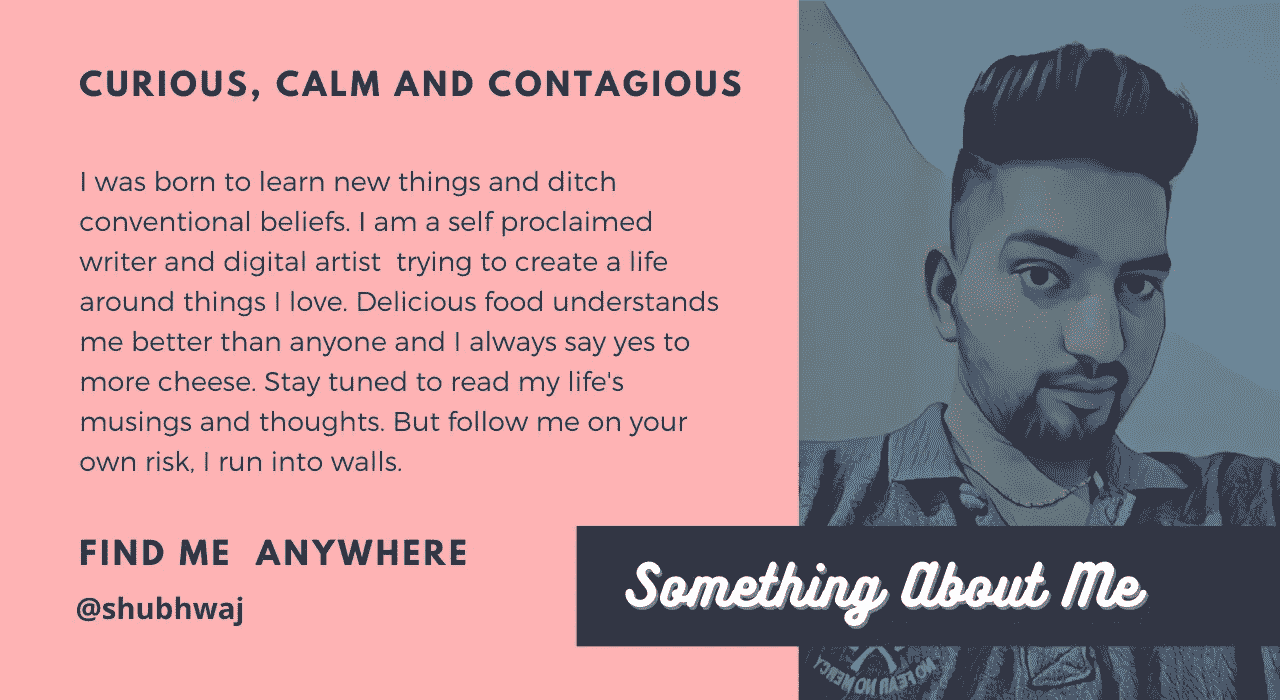 CURIOUS, CALM AND CONTAGIOUS
I was born to learn new things and ditch
conventional beliefs. I am a self proclaimed
writer and digital artist  trying to create a life
around things I love. Delicious food understands
me better than anyone and I always say yes to
more cheese. Stay tuned to read my life's
musings and thoughts. But follow me on your
own risk, I run into walls.
FIND ME  ANYWHERE
@shubhwaj
Something About Me
NO FEAR NO MERCY